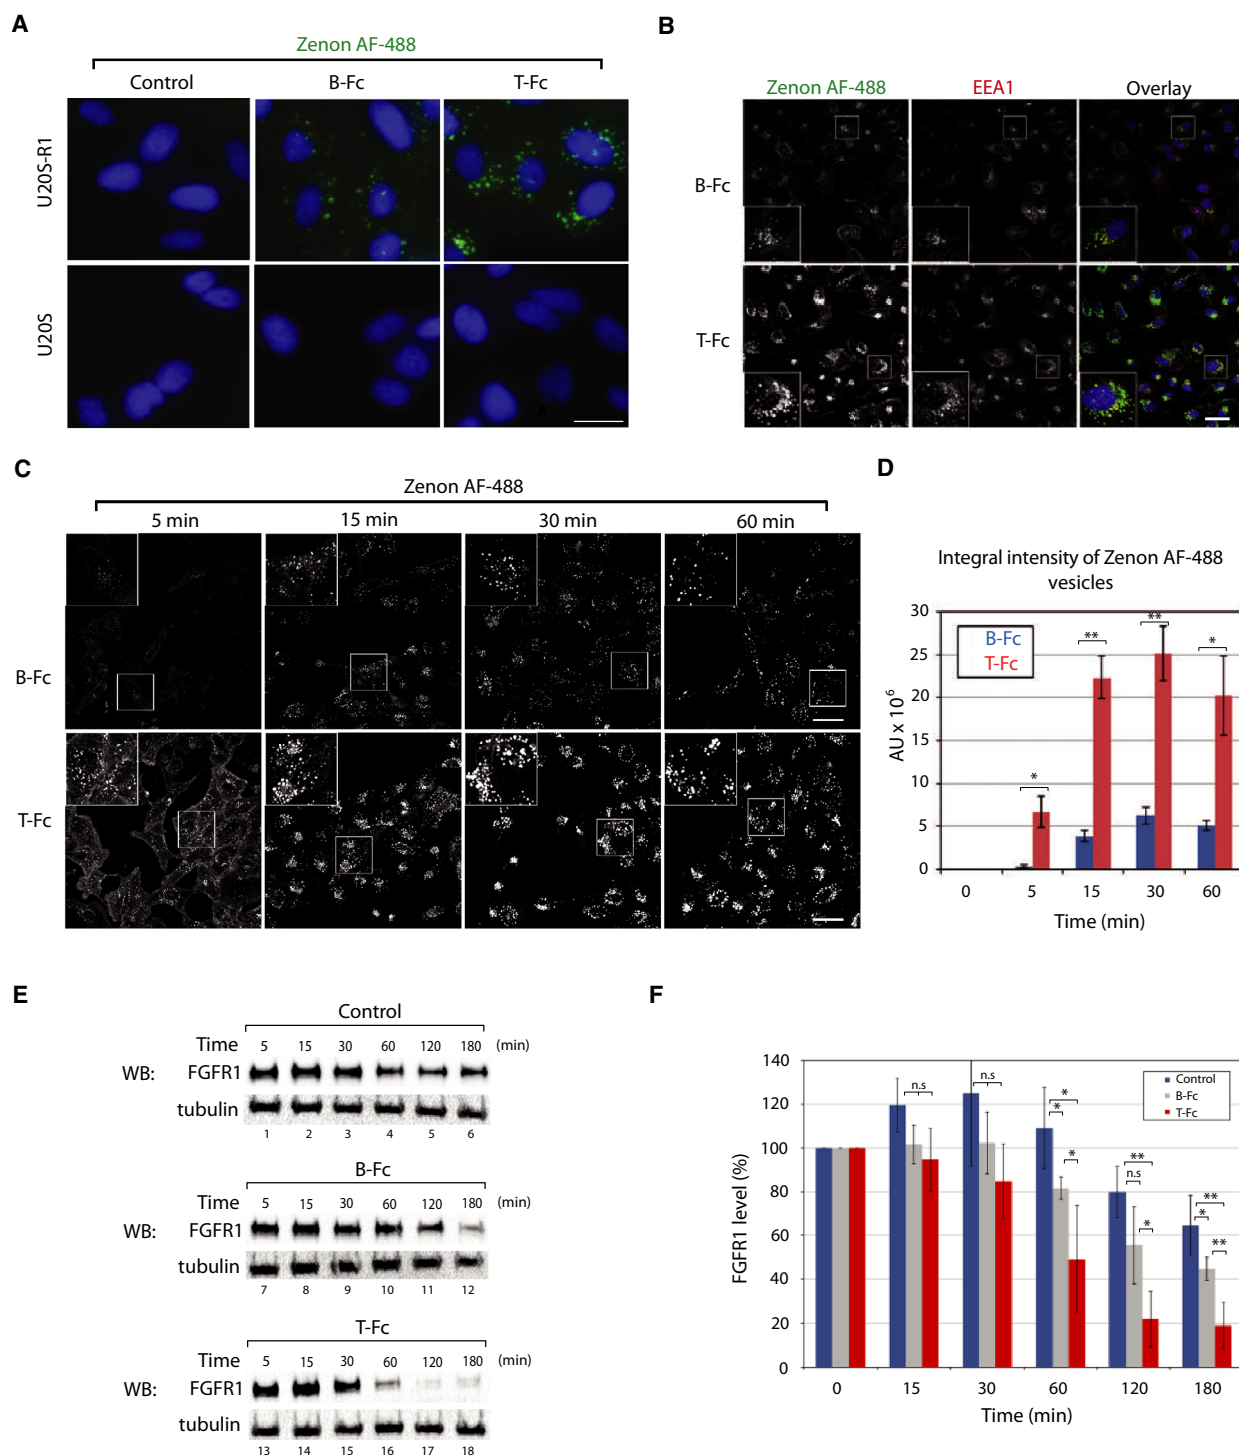 A
Zenon AF-488
Control B-Fc T-Fc
U20S-R1
U20S
B
Zenon AF-488 EEA1 Overlay
B-Fc
T-Fc
C
Zenon AF-488
5 min 15 min 30 min 60 min
B-Fc
T-Fc
D
Integral intensity of Zenon AF-488
vesicles
B-Fc
T-Fc
AU x 10⁶
30
25
20
15
10
5
0
* ** ** *
0 5 15 30 60
Time (min)
E
Control
Time 5 15 30 60 120 180 (min)
WB: FGFR1
tubulin
1 2 3 4 5 6
B-Fc
Time 5 15 30 60 120 180 (min)
WB: FGFR1
tubulin
7 8 9 10 11 12
T-Fc
Time 5 15 30 60 120 180 (min)
WB: FGFR1
tubulin
13 14 15 16 17 18
F
Control
B-Fc
T-Fc
FGFR1 level (%)
140
120
100
80
60
40
20
0
n.s
n.s
*
*
*
**
n.s
*
**
*
**
0 15 30 60 120 180
Time (min)